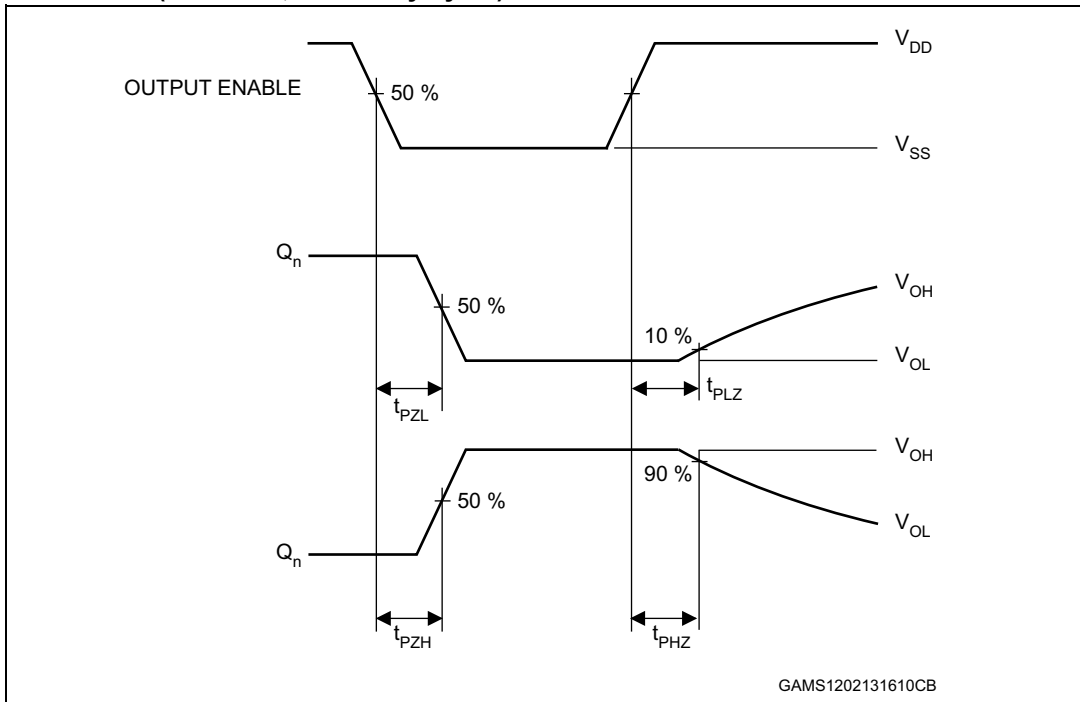 V_DD
OUTPUT ENABLE
50 %
V_SS
Q_n
50 %
10 %
V_OH
V_OL
t_PZL
t_PLZ
V_OH
90 %
50 %
V_OL
Q_n
t_PZH
t_PHZ
GAMS1202131610CB